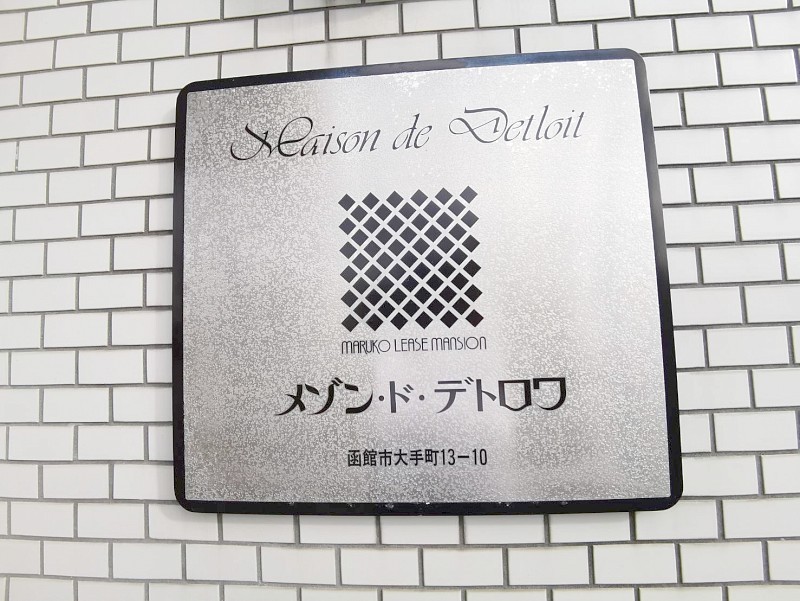 Maison de Detloit
MARUKO LEASE MANSION
メゾン・ド・デトロワ
函館市大手町13-10